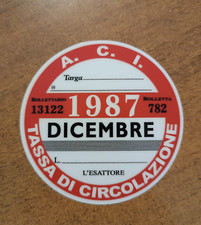 A. C. I.
Targa
BOLLETTARIO BOLLETTA
13122 1987 782
DICEMBRE
L.
L'ESATTORE
TASSA DI CIRCOLAZIONE